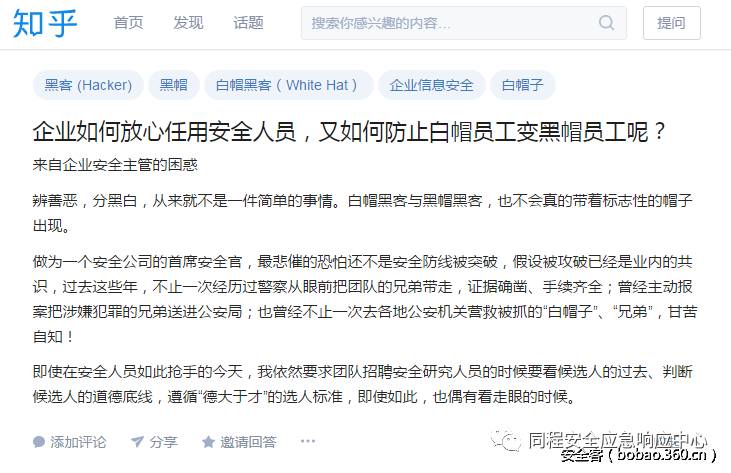 知乎 首页 发现 话题 搜索你感兴趣的内容… 提问
黑客 (Hacker) 黑帽 白帽黑客（White Hat） 企业信息安全 白帽子
企业如何放心任用安全人员，又如何防止白帽员工变黑帽员工呢？
来自企业安全主管的困惑
辨善恶，分黑白，从来就不是一件简单的事情。白帽黑客与黑帽黑客，也不会真的带着标志性的帽子
出现。
做为一个安全公司的首席安全官，最悲催的恐怕还不是安全防线被突破，假设被攻破已经是业内的共
识，过去这些年，不止一次经历过警察从眼前把团队的兄弟带走，证据确凿、手续齐全；曾经主动报
案把涉嫌犯罪的兄弟送进公安局；也曾经不止一次去各地公安机关营救被抓的“白帽子”、“兄弟”，甘苦
自知！
即使在安全人员如此抢手的今天，我依然要求团队招聘安全研究人员的时候要看候选人的过去、判断
候选人的道德底线，遵循“德大于才”的选人标准，即使如此，也偶有看走眼的时候。
添加评论 分享 邀请回答 ···
同程安全应急响应中心
安全客（bobao.360.cn）